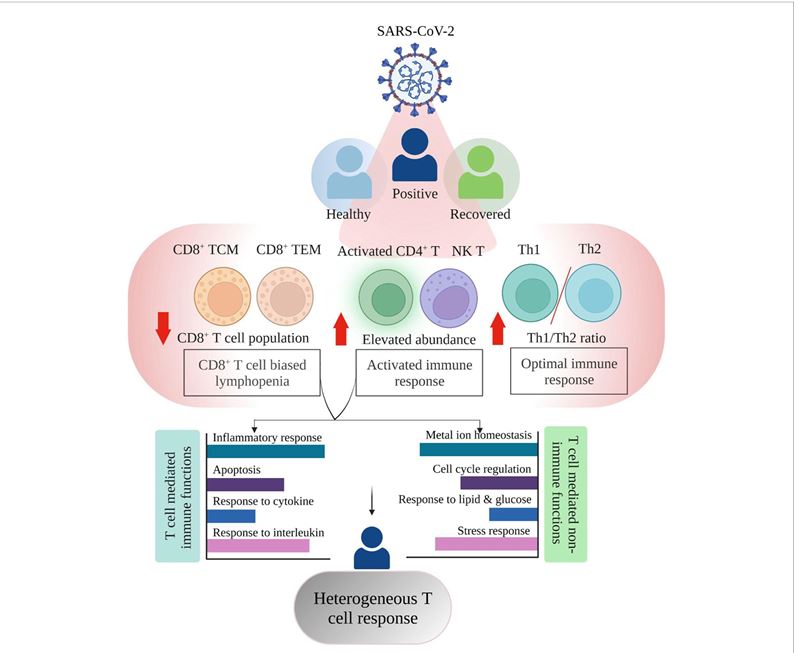 SARS-CoV-2
Positive
Healthy
Recovered
CD8⁺ TCM
CD8⁺ TEM
Activated CD4⁺ T
NK T
Th1
Th2
CD8⁺ T cell population
Elevated abundance
Th1/Th2 ratio
CD8⁺ T cell biased
lymphopenia
Activated immune
response
Optimal immune
response
T cell mediated
immune functions
Inflammatory response
Apoptosis
Response to cytokine
Response to interleukin
Metal ion homeostasis
Cell cycle regulation
Response to lipid & glucose
Stress response
T cell mediated non-
immune functions
Heterogeneous T
cell response